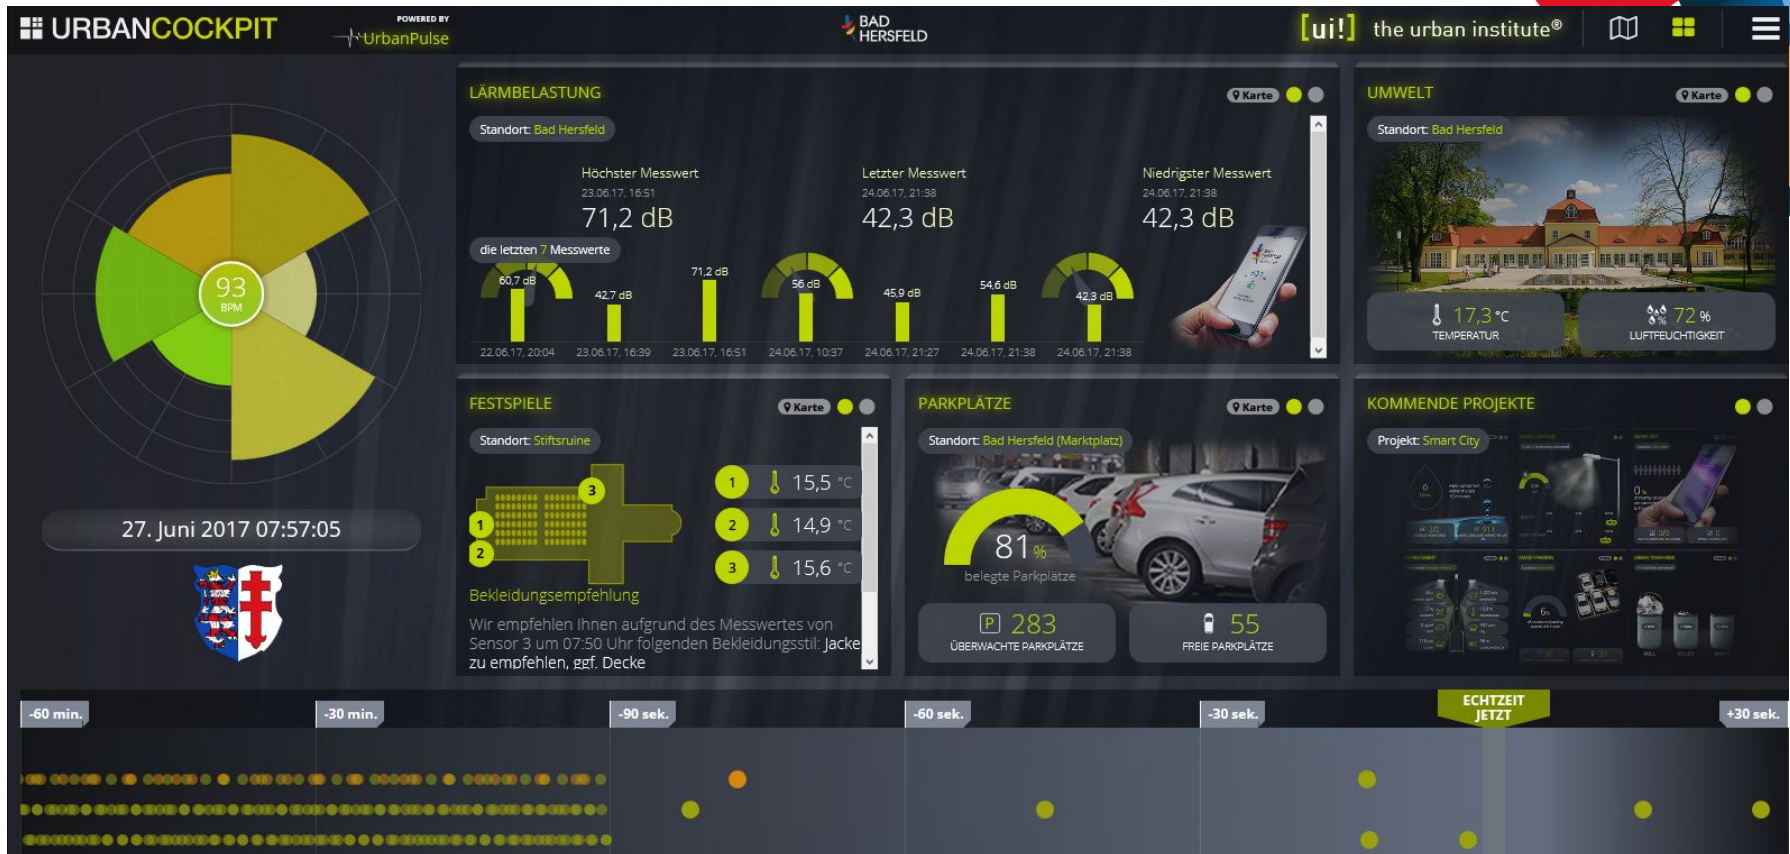 URBANCOCKPIT
POWERED BY
UrbanPulse
BAD
HERSFELD
[ui!] the urban institute®
93
BPM
27. Juni 2017 07:57:05
LÄRMBELASTUNG
Karte
Standort: Bad Hersfeld
Höchster Messwert
23.06.17, 16:51
71,2 dB
Letzter Messwert
24.06.17, 21:38
42,3 dB
Niedrigster Messwert
24.06.17, 21:38
42,3 dB
die letzten 7 Messwerte
60,7 dB
42,7 dB
71,2 dB
56 dB
45,9 dB
54,6 dB
42,3 dB
22.06.17, 20:04
23.06.17, 16:39
23.06.17, 16:51
24.06.17, 10:37
24.06.17, 21:27
24.06.17, 21:38
24.06.17, 21:38
UMWELT
Karte
Standort: Bad Hersfeld
17,3 °C
TEMPERATUR
72 %
LUFTFEUCHTIGKEIT
FESTSPIELE
Karte
Standort: Stiftsruine
1
2
3
1 15,5 °C
2 14,9 °C
3 15,6 °C
Bekleidungsempfehlung
Wir empfehlen Ihnen aufgrund des Messwertes von
Sensor 3 um 07:50 Uhr folgenden Bekleidungsstil: Jacke
zu empfehlen, ggf. Decke
PARKPLÄTZE
Karte
Standort: Bad Hersfeld (Marktplatz)
81%
belegte Parkplätze
P 283
ÜBERWACHTE PARKPLÄTZE
55
FREIE PARKPLÄTZE
KOMMENDE PROJEKTE
Projekt: Smart City
-60 min.
-30 min.
-90 sek.
-60 sek.
-30 sek.
ECHTZEIT
JETZT
+30 sek.